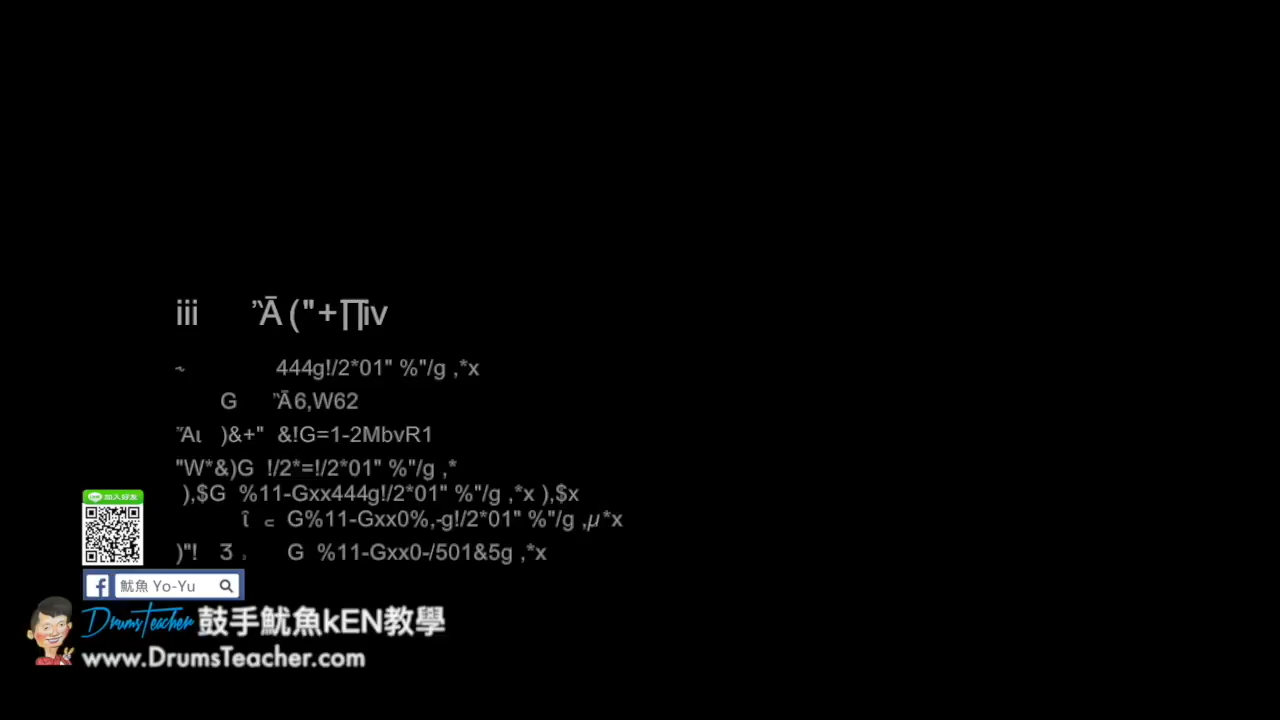 iii ῍Ā ("+∏iv
~ 444g!/2*01" %"/g ,*x
G ῍Ā6,W62
῎Aι )&+" &!G=1-2MbvR1
"W*&)G !/2*=!/2*01" %"/g ,*
),$G %11-Gxx444g!/2*01" %"/g ,*x ),$x
ῖ ⊂ G%11-Gxx0%,-g!/2*01" %"/g ,µ*x
)"! 3 G %11-Gxx0-/501&5g ,*x
LINE 加入好友
f 魷魚 Yo-Yu
DrumsTeacher 鼓手魷魚kEN教學
www.DrumsTeacher.com